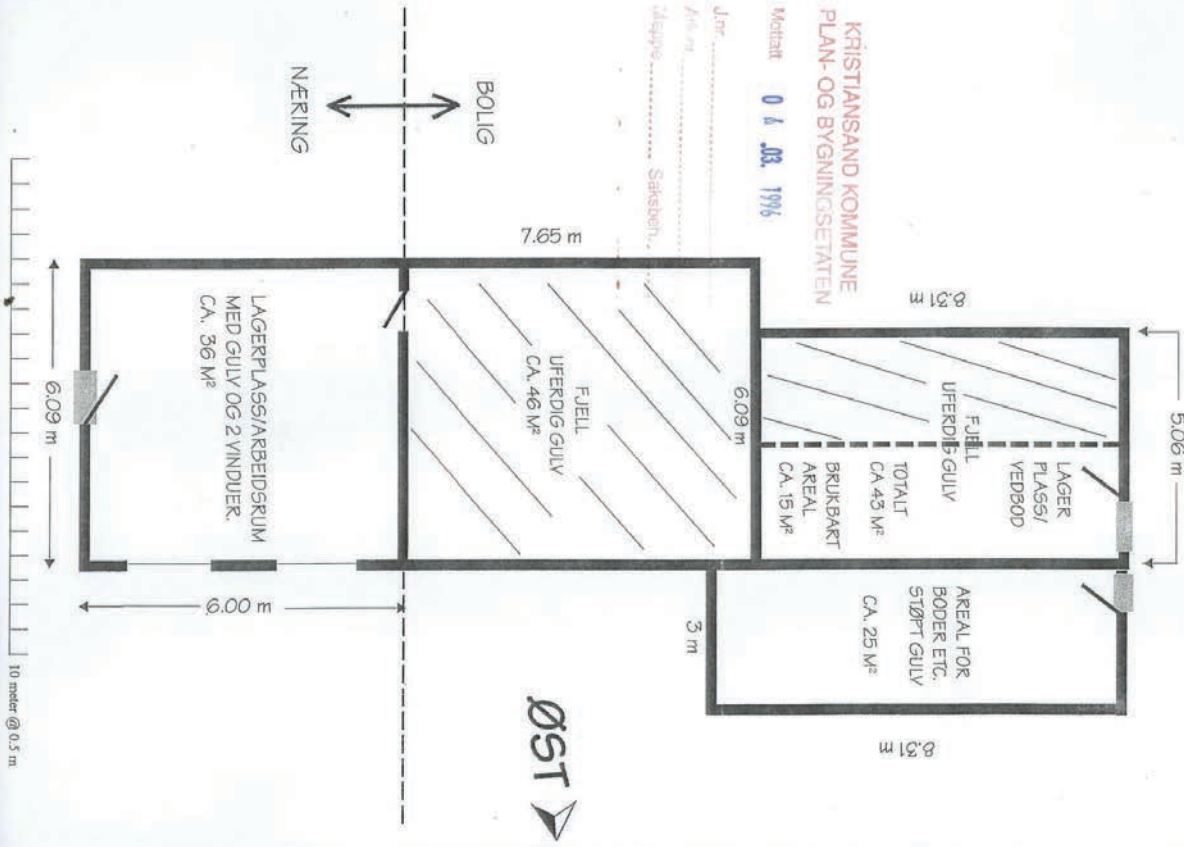 KRISTIANSAND KOMMUNE
PLAN- OG BYGNINGSETATEN
Mottatt 0 4 .03. 1996
J.nr.
Saksbeh.
BOLIG
NÆRING
7.65 m
8.31 m
5.06 m
FJELL
UFERDIG GULV
LAGER
PLASS/
VEDBOD
TOTALT
CA 43 M²
BRUKBART
AREAL
CA. 15 M²
6.09 m
FJELL
UFERDIG GULV
CA. 46 M²
LAGERPLASS/ARBEIDSRUM
MED GULV OG 2 VINDUER.
CA. 36 M²
6.09 m
6.00 m
3 m
AREAL FOR
BODER ETC.
STØPT GULV
CA. 25 M²
8.31 m
ØST
10 meter @ 0.5 m